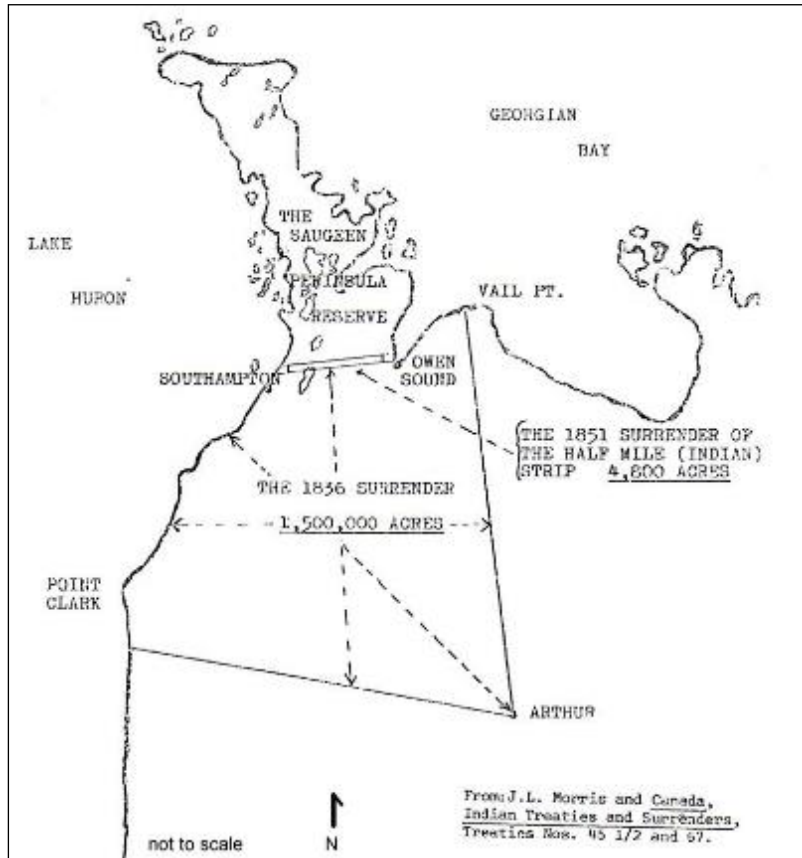 GEORGIAN
BAY
THE
SAUGEEN
PENINSULA
RESERVE
LAKE
HURON
VAIL PT.
SOUTHAMPTON
OWEN
SOUND
THE 1851 SURRENDER OF
THE HALF MILE (INDIAN)
STRIP 4,800 ACRES
THE 1836 SURRENDER
1,500,000 ACRES
POINT
CLARK
ARTHUR
not to scale
N
From: J.L. Morris and Canada,
Indian Treaties and Surrenders,
Treaties Nos. 45 1/2 and 67.